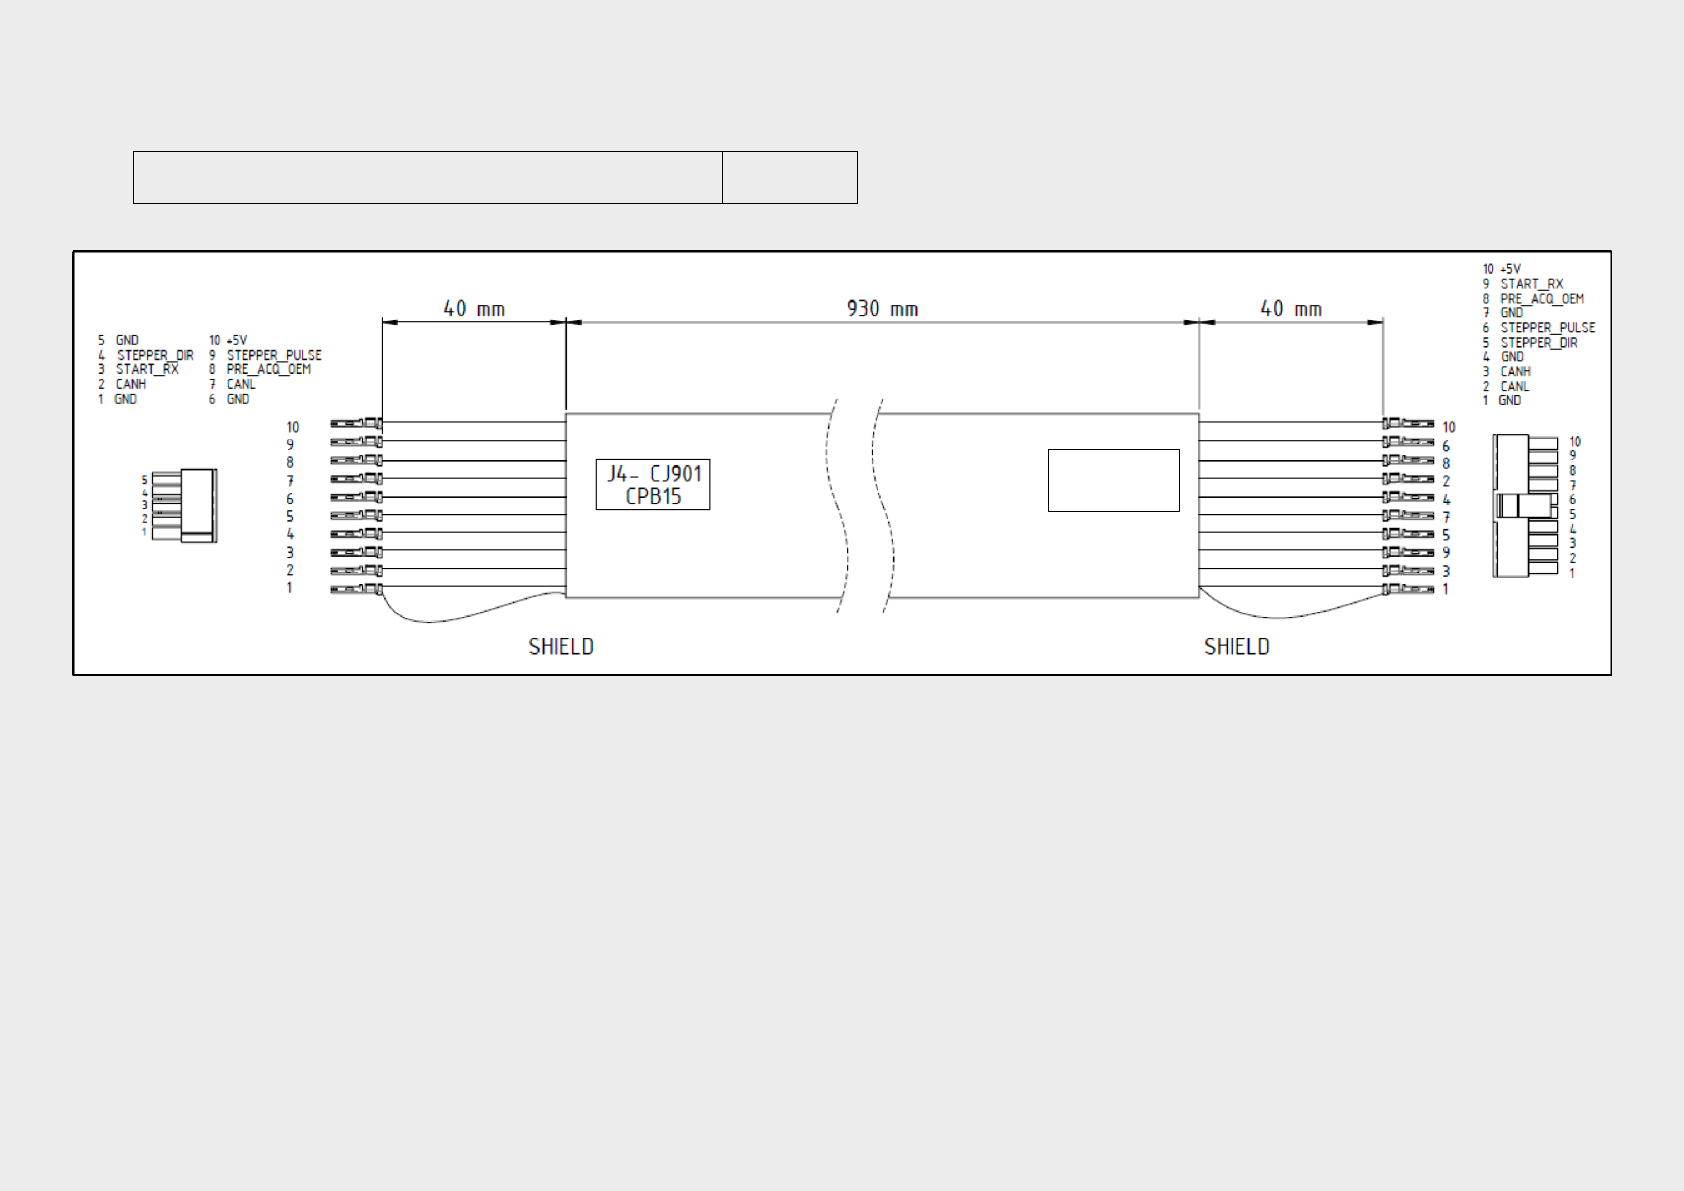 10 +5V
9 START_RX
8 PRE_ACQ_OEM
7 GND
6 STEPPER_PULSE
5 STEPPER_DIR
4 GND
3 CANH
2 CANL
1 GND
40 mm
930 mm
40 mm
5 GND 10 +5V
4 STEPPER_DIR 9 STEPPER_PULSE
3 START_RX 8 PRE_ACQ_OEM
2 CANH 7 CANL
1 GND 6 GND
10
9
8
7
6
5
4
3
2
1
5
4
3
2
1
J4- CJ901
CPB15
10
6
8
2
4
7
5
9
3
1
10
9
8
7
6
5
4
3
2
1
SHIELD
SHIELD